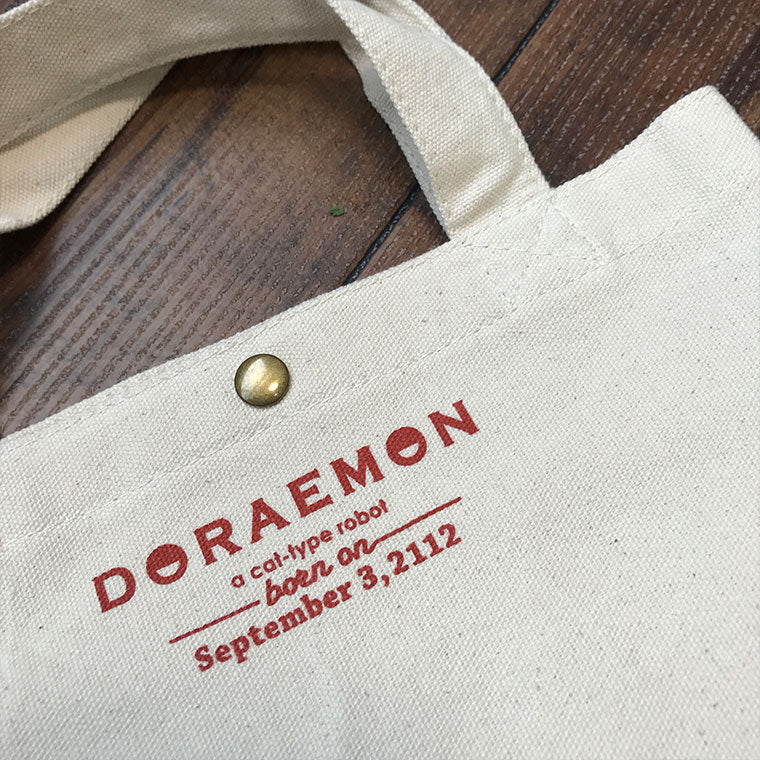 DORAEMON
a cat-type robot
born on
September 3, 2112